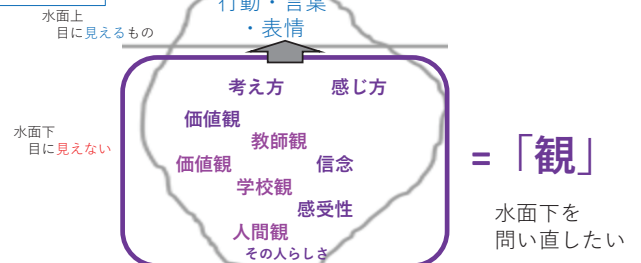 行動・言葉
・表情
水面上
目に見えるもの
考え方 感じ方
価値観
教師観
価値観 信念
学校観
感受性
人間観
その人らしさ
水面下
目に見えない
=「観」
水面下を
問い直したい